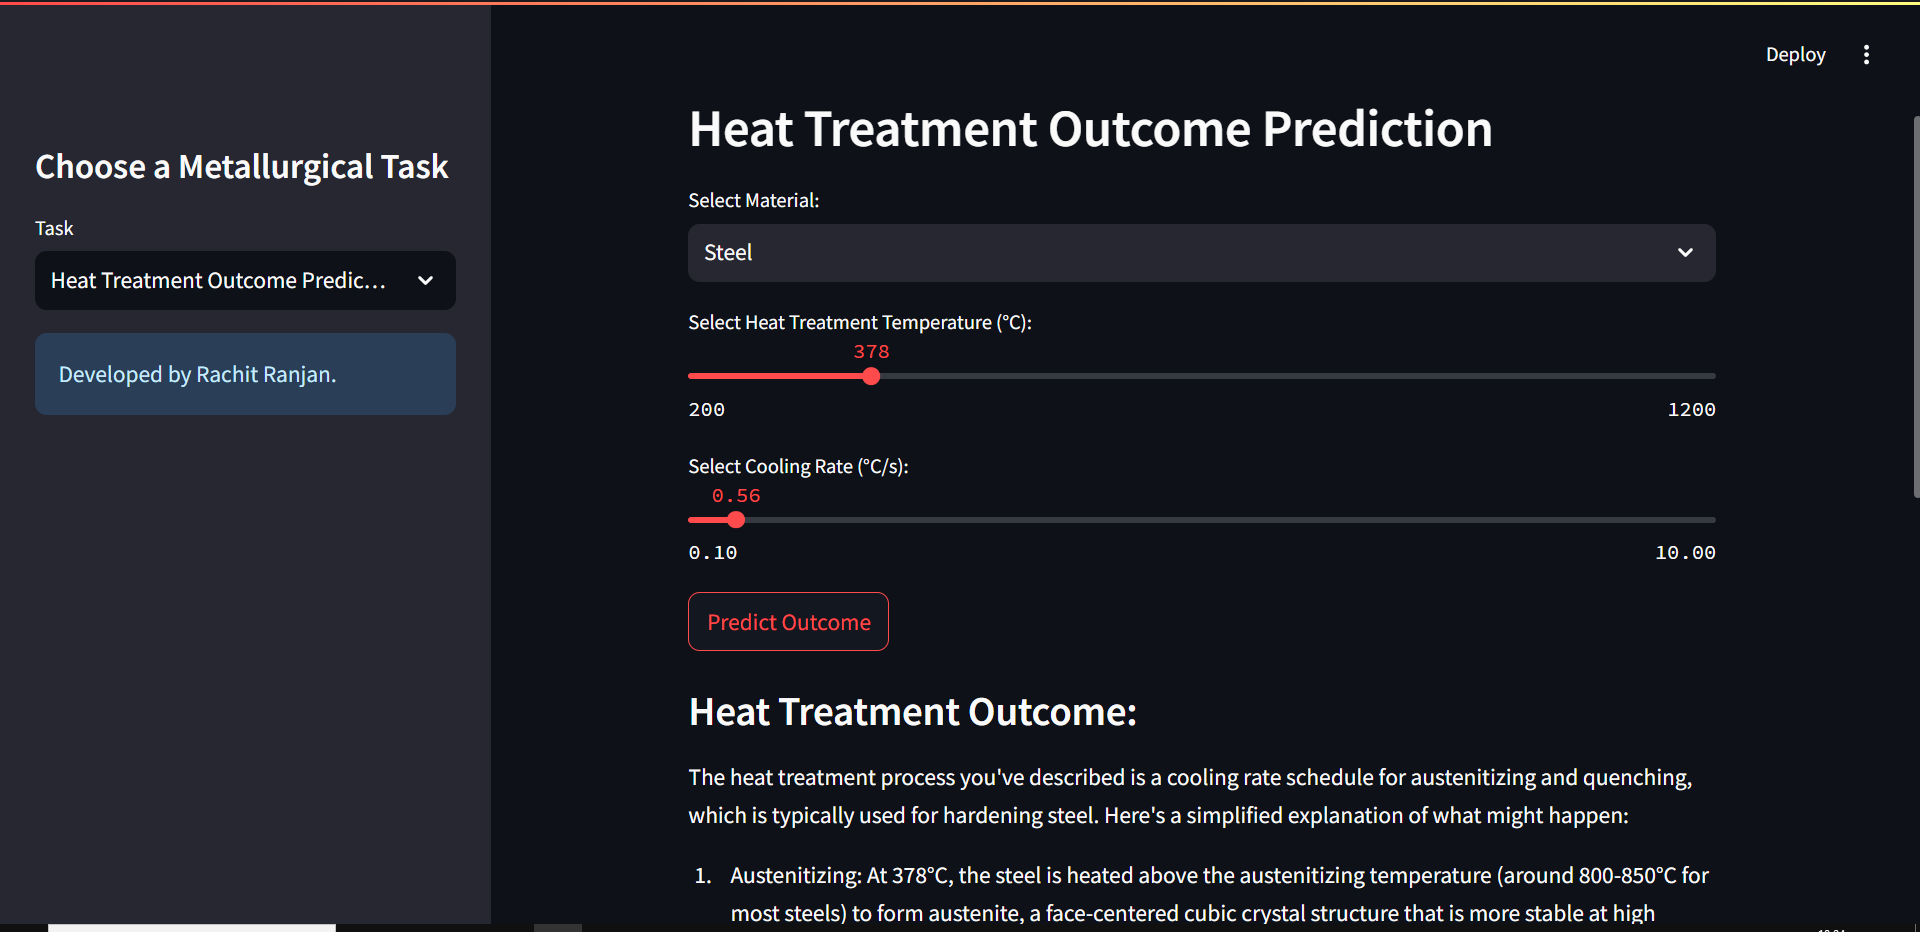 Deploy
Choose a Metallurgical Task
Task
Heat Treatment Outcome Predic...
Developed by Rachit Ranjan.
Heat Treatment Outcome Prediction
Select Material:
Steel
Select Heat Treatment Temperature (°C):
378
200 1200
Select Cooling Rate (°C/s):
0.56
0.10 10.00
Predict Outcome
Heat Treatment Outcome:
The heat treatment process you've described is a cooling rate schedule for austenitizing and quenching,
which is typically used for hardening steel. Here's a simplified explanation of what might happen:
1. Austenitizing: At 378°C, the steel is heated above the austenitizing temperature (around 800-850°C for
most steels) to form austenite, a face-centered cubic crystal structure that is more stable at high